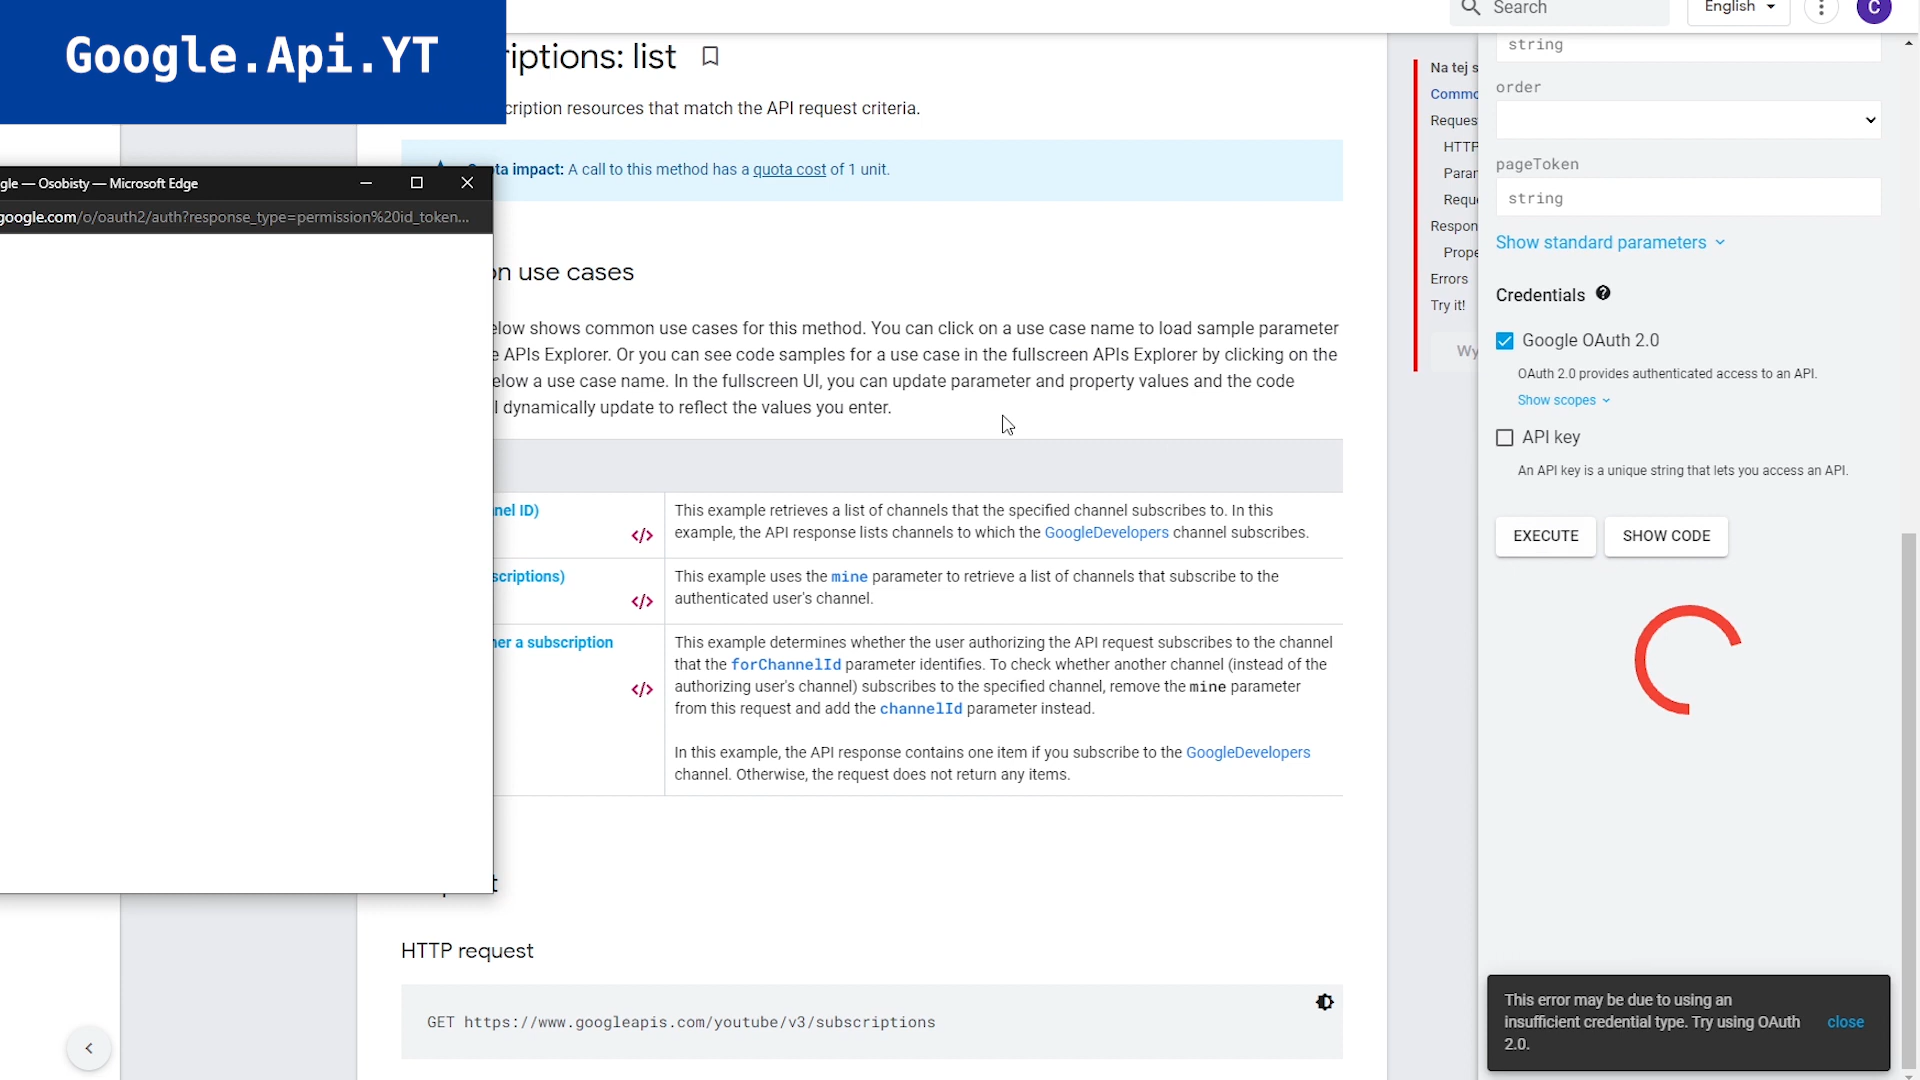 Google.Api.YT
Search
English
C
riptions: list
cription resources that match the API request criteria.
ta impact: A call to this method has a quota cost of 1 unit.
gle — Osobisty — Microsoft Edge
google.com/o/oauth2/auth?response_type=permission%20id_token...
n use cases
elow shows common use cases for this method. You can click on a use case name to load sample parameter
e APIs Explorer. Or you can see code samples for a use case in the fullscreen APIs Explorer by clicking on the
elow a use case name. In the fullscreen UI, you can update parameter and property values and the code
l dynamically update to reflect the values you enter.
nel ID)
</>
This example retrieves a list of channels that the specified channel subscribes to. In this
example, the API response lists channels to which the GoogleDevelopers channel subscribes.
scriptions)
</>
This example uses the mine parameter to retrieve a list of channels that subscribe to the
authenticated user's channel.
her a subscription
</>
This example determines whether the user authorizing the API request subscribes to the channel
that the forChannelId parameter identifies. To check whether another channel (instead of the
authorizing user's channel) subscribes to the specified channel, remove the mine parameter
from this request and add the channelId parameter instead.
In this example, the API response contains one item if you subscribe to the GoogleDevelopers
channel. Otherwise, the request does not return any items.
t
HTTP request
GET https://www.googleapis.com/youtube/v3/subscriptions
Na tej s
Commo
Reques
HTTP
Parar
Requ
Respon
Prope
Errors
Try it!
Wy
string
order
pageToken
string
Show standard parameters
Credentials
Google OAuth 2.0
OAuth 2.0 provides authenticated access to an API.
Show scopes
API key
An API key is a unique string that lets you access an API.
EXECUTE
SHOW CODE
This error may be due to using an
insufficient credential type. Try using OAuth
2.0.
close